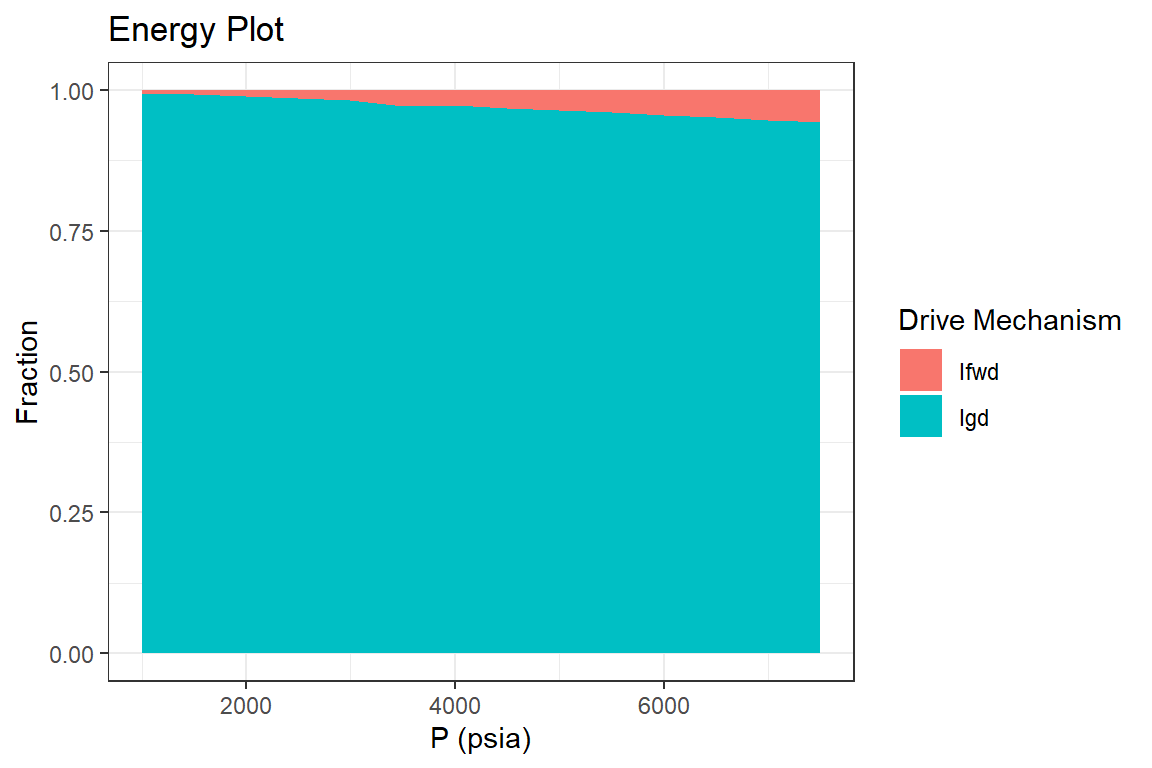 Energy Plot
1.00
0.75
0.50
0.25
0.00
Fraction
2000
4000
6000
P (psia)
Drive Mechanism
Ifwd
Igd